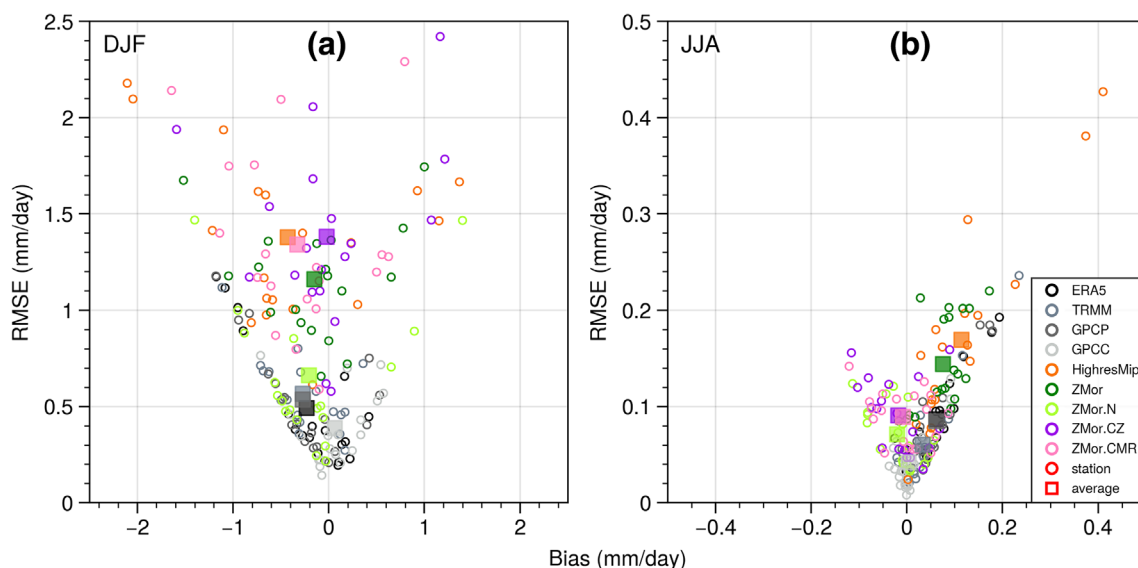 DJF
(a)
2.5
2
1.5
1
0.5
0
−2
−1
0
1
2
RMSE (mm/day)
JJA
(b)
0.5
0.4
0.3
0.2
0.1
0
−0.4
−0.2
0
0.2
0.4
RMSE (mm/day)
ERA5
TRMM
GPCP
GPCC
HighresMip
ZMor
ZMor.N
ZMor.CZ
ZMor.CMR
station
average
Bias (mm/day)